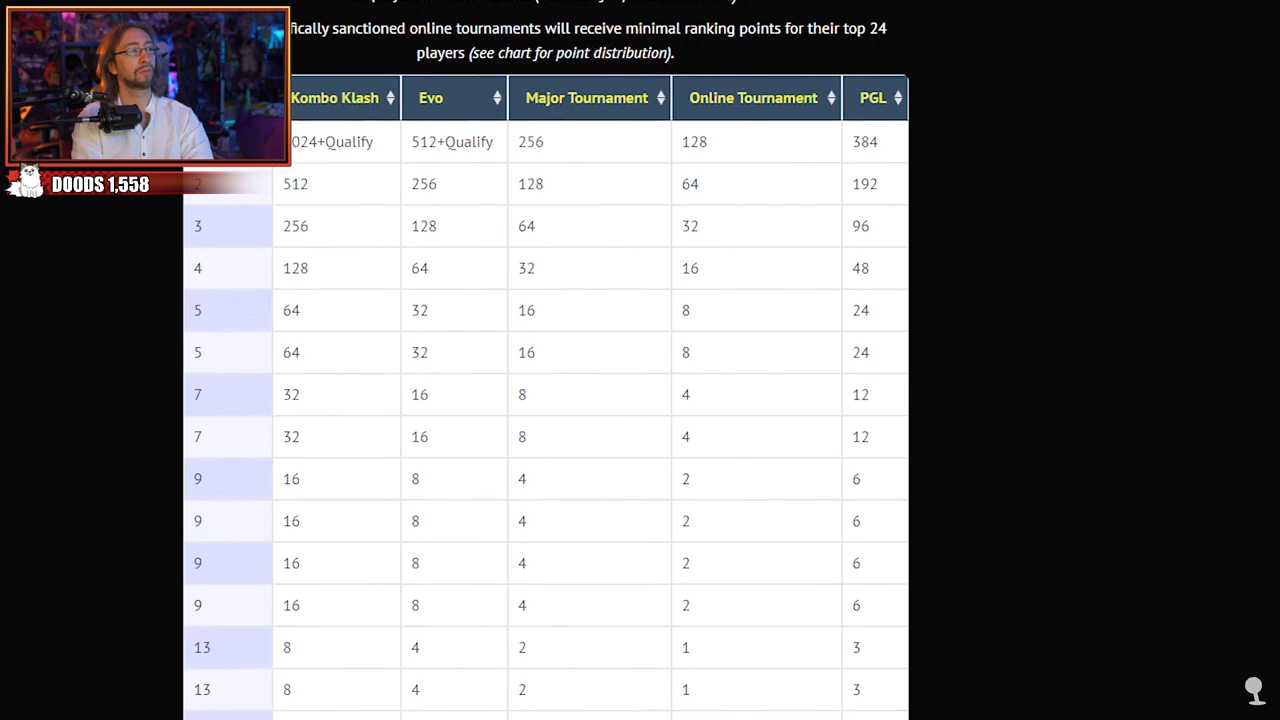 ifically sanctioned online tournaments will receive minimal ranking points for their top 24
players (see chart for point distribution).
Kombo Klash Evo Major Tournament Online Tournament PGL
024+Qualify 512+Qualify 256 128 384
DOODS 1,558
2 512 256 128 64 192
3 256 128 64 32 96
4 128 64 32 16 48
5 64 32 16 8 24
5 64 32 16 8 24
7 32 16 8 4 12
7 32 16 8 4 12
9 16 8 4 2 6
9 16 8 4 2 6
9 16 8 4 2 6
9 16 8 4 2 6
13 8 4 2 1 3
13 8 4 2 1 3